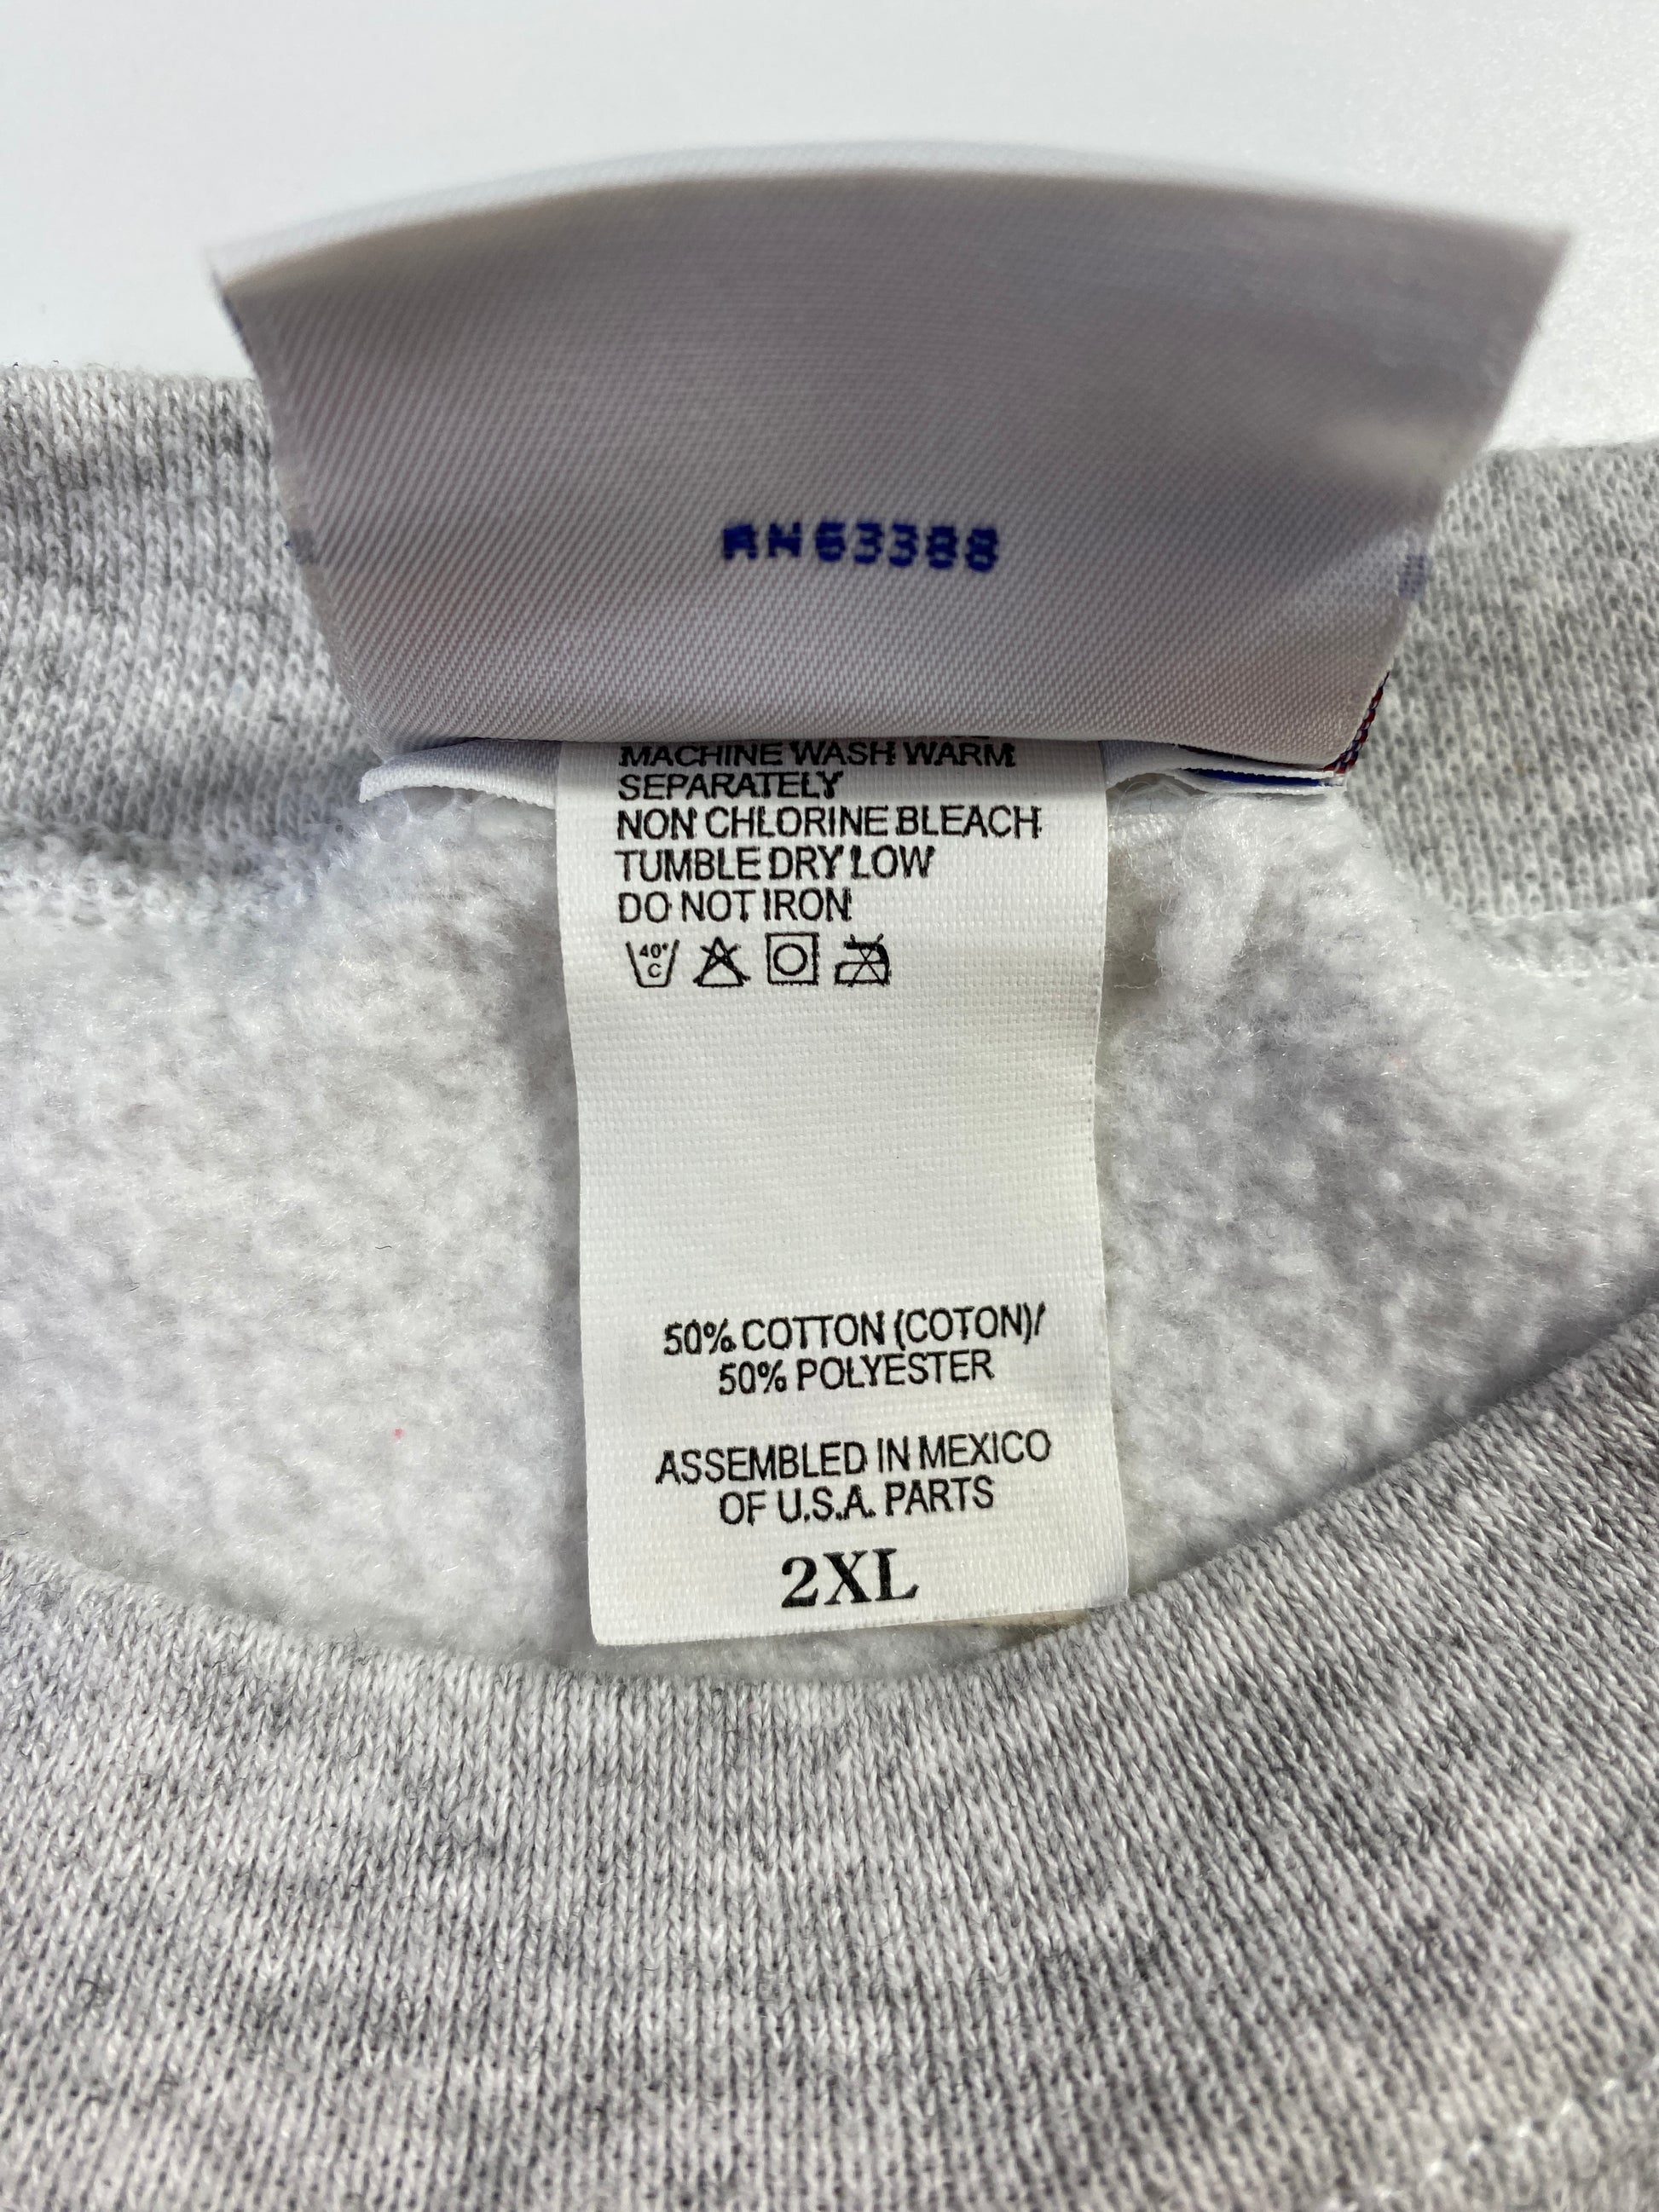 RN63388
MACHINE WASH WARM
SEPARATELY
NON CHLORINE BLEACH
TUMBLE DRY LOW
DO NOT IRON
40°
C
50% COTTON (COTON)/
50% POLYESTER
ASSEMBLED IN MEXICO
OF U.S.A. PARTS
2XL